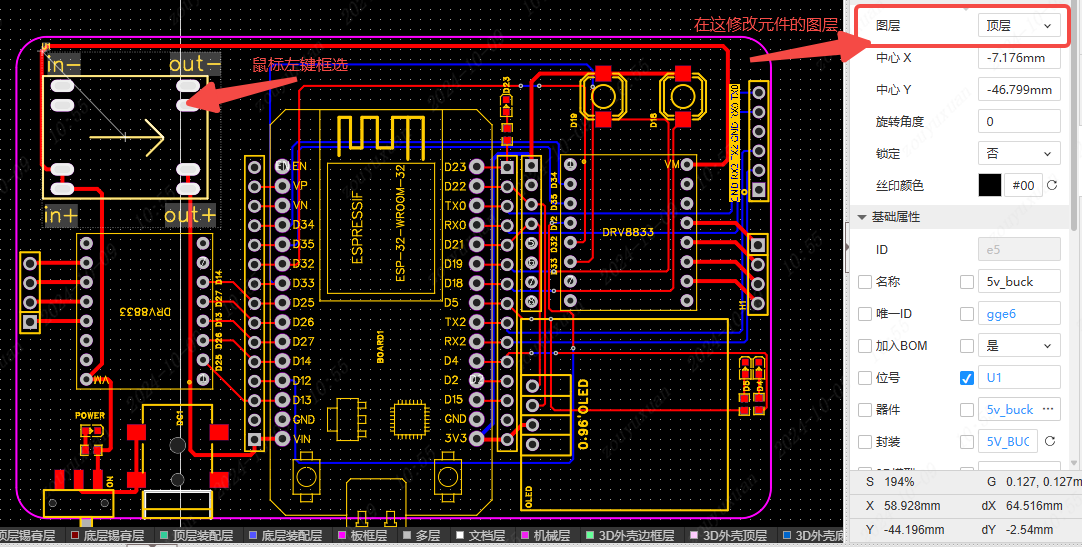 在这修改元件的图层
鼠标左键框选
U1
in-
out-
in+
out+
DRV8833
VM
D14
D27
D13
D26
D25
POWER
DC1
ON
EN
EN
VP
VN
D34
D35
D32
D33
D25
D26
D27
D14
D12
D13
GND
VIN
ESPRESSIF
ESP-32-WROOM-32
BOARD1
D23
D22
TX0
RX0
D21
D19
D18
D5
TX2
RX2
D4
D2
D15
GND
3V3
D23
D19
D18
D34
D35
D32
D33
VM
DRV8833
GND RX2 TX2 GND RX0 TX0
H1
D5
D4
0.96'OLED
OLED
顶层锡膏层
底层锡膏层
顶层装配层
底层装配层
板框层
多层
文档层
机械层
3D外壳边框层
3D外壳顶层
3D外壳底
图层 顶层
中心 X -7.176mm
中心 Y -46.799mm
旋转角度 0
锁定 否
丝印颜色 #00
基础属性
ID e5
名称 5v_buck
唯一ID gge6
加入BOM 是
位号 U1
器件 5v_buck ···
封装 5V_BUC
S 194% G 0.127, 0.127m
X 58.928mm dX 64.516mm
Y -44.196mm dY -2.54mm